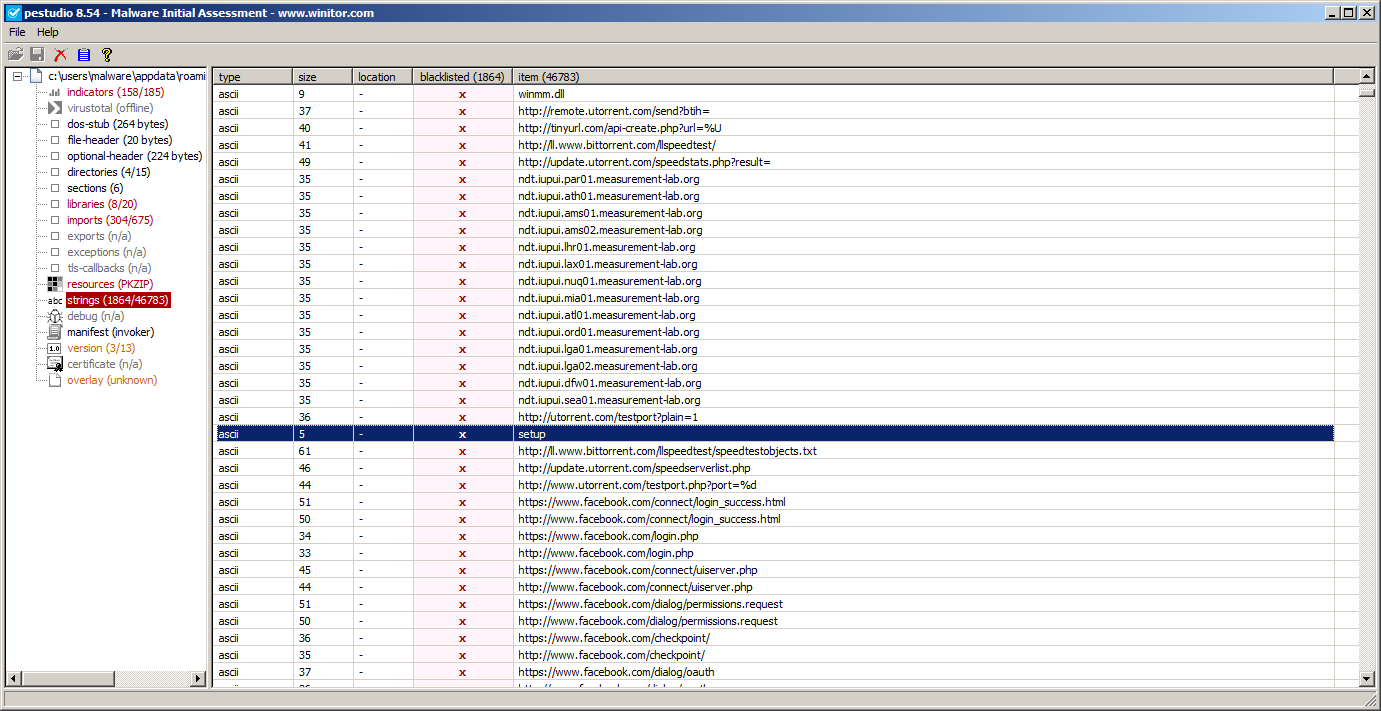 pestudio 8.54 - Malware Initial Assessment - www.winitor.com
File Help
c:\users\malware\appdata\roami
indicators (158/185)
virustotal (offline)
dos-stub (264 bytes)
file-header (20 bytes)
optional-header (224 bytes)
directories (4/15)
sections (6)
libraries (8/20)
imports (304/675)
exports (n/a)
exceptions (n/a)
tls-callbacks (n/a)
resources (PKZIP)
abc strings (1864/46783)
debug (n/a)
manifest (invoker)
1.0 version (3/13)
certificate (n/a)
overlay (unknown)
type size location blacklisted (1864) item (46783)
ascii 9 - x winmm.dll
ascii 37 - x http://remote.utorrent.com/send?btih=
ascii 40 - x http://tinyurl.com/api-create.php?url=%U
ascii 41 - x http://ll.www.bittorrent.com/llspeedtest/
ascii 49 - x http://update.utorrent.com/speedstats.php?result=
ascii 35 - x ndt.iupui.par01.measurement-lab.org
ascii 35 - x ndt.iupui.ath01.measurement-lab.org
ascii 35 - x ndt.iupui.ams01.measurement-lab.org
ascii 35 - x ndt.iupui.ams02.measurement-lab.org
ascii 35 - x ndt.iupui.lhr01.measurement-lab.org
ascii 35 - x ndt.iupui.lax01.measurement-lab.org
ascii 35 - x ndt.iupui.nuq01.measurement-lab.org
ascii 35 - x ndt.iupui.mia01.measurement-lab.org
ascii 35 - x ndt.iupui.atl01.measurement-lab.org
ascii 35 - x ndt.iupui.ord01.measurement-lab.org
ascii 35 - x ndt.iupui.lga01.measurement-lab.org
ascii 35 - x ndt.iupui.lga02.measurement-lab.org
ascii 35 - x ndt.iupui.dfw01.measurement-lab.org
ascii 35 - x ndt.iupui.sea01.measurement-lab.org
ascii 36 - x http://utorrent.com/testport?plain=1
ascii 5 - x setup
ascii 61 - x http://ll.www.bittorrent.com/llspeedtest/speedtestobjects.txt
ascii 46 - x http://update.utorrent.com/speedserverlist.php
ascii 44 - x http://www.utorrent.com/testport.php?port=%d
ascii 51 - x https://www.facebook.com/connect/login_success.html
ascii 50 - x http://www.facebook.com/connect/login_success.html
ascii 34 - x https://www.facebook.com/login.php
ascii 33 - x http://www.facebook.com/login.php
ascii 45 - x https://www.facebook.com/connect/uiserver.php
ascii 44 - x http://www.facebook.com/connect/uiserver.php
ascii 51 - x https://www.facebook.com/dialog/permissions.request
ascii 50 - x http://www.facebook.com/dialog/permissions.request
ascii 36 - x https://www.facebook.com/checkpoint/
ascii 35 - x http://www.facebook.com/checkpoint/
ascii 37 - x https://www.facebook.com/dialog/oauth